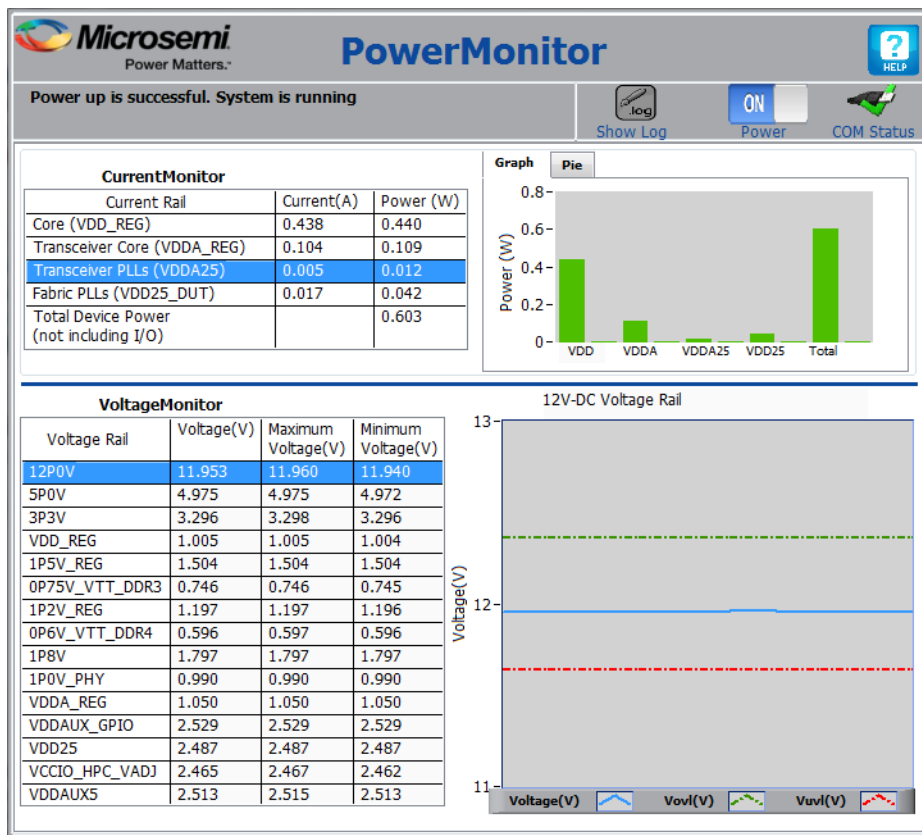 Microsemi
Power Matters.™
PowerMonitor
HELP
Power up is successful. System is running
.log
Show Log
ON
Power
COM Status
CurrentMonitor
Current Rail Current(A) Power (W)
Core (VDD_REG) 0.438 0.440
Transceiver Core (VDDA_REG) 0.104 0.109
Transceiver PLLs (VDDA25) 0.005 0.012
Fabric PLLs (VDD25_DUT) 0.017 0.042
Total Device Power 0.603
(not including I/O)
Graph Pie
Power (W)
0.8
0.6
0.4
0.2
0
VDD VDDA VDDA25 VDD25 Total
VoltageMonitor
Voltage Rail Voltage(V) Maximum Voltage(V) Minimum Voltage(V)
12P0V 11.953 11.960 11.940
5P0V 4.975 4.975 4.972
3P3V 3.296 3.298 3.296
VDD_REG 1.005 1.005 1.004
1P5V_REG 1.504 1.504 1.504
0P75V_VTT_DDR3 0.746 0.746 0.745
1P2V_REG 1.197 1.197 1.196
0P6V_VTT_DDR4 0.596 0.597 0.596
1P8V 1.797 1.797 1.797
1P0V_PHY 0.990 0.990 0.990
VDDA_REG 1.050 1.050 1.050
VDDAUX_GPIO 2.529 2.529 2.529
VDD25 2.487 2.487 2.487
VCCIO_HPC_VADJ 2.465 2.467 2.462
VDDAUX5 2.513 2.515 2.513
12V-DC Voltage Rail
Voltage(V)
13
12
11
Voltage(V) Vovl(V) Vuvl(V)